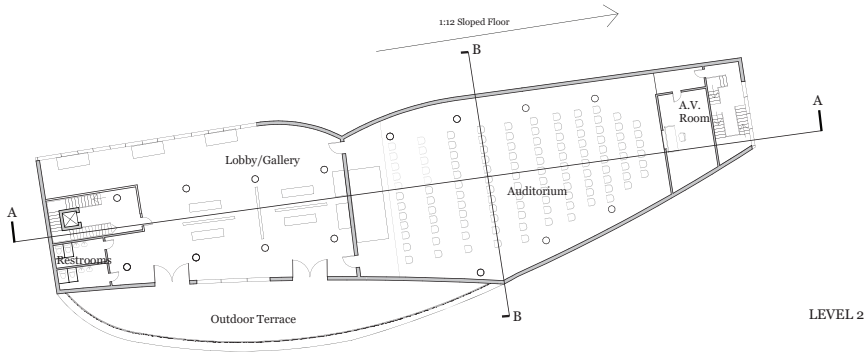 1:12 Sloped Floor
B
A
A.V.
Room
Lobby/Gallery
Auditorium
A
Restrooms
Outdoor Terrace
B
LEVEL 2